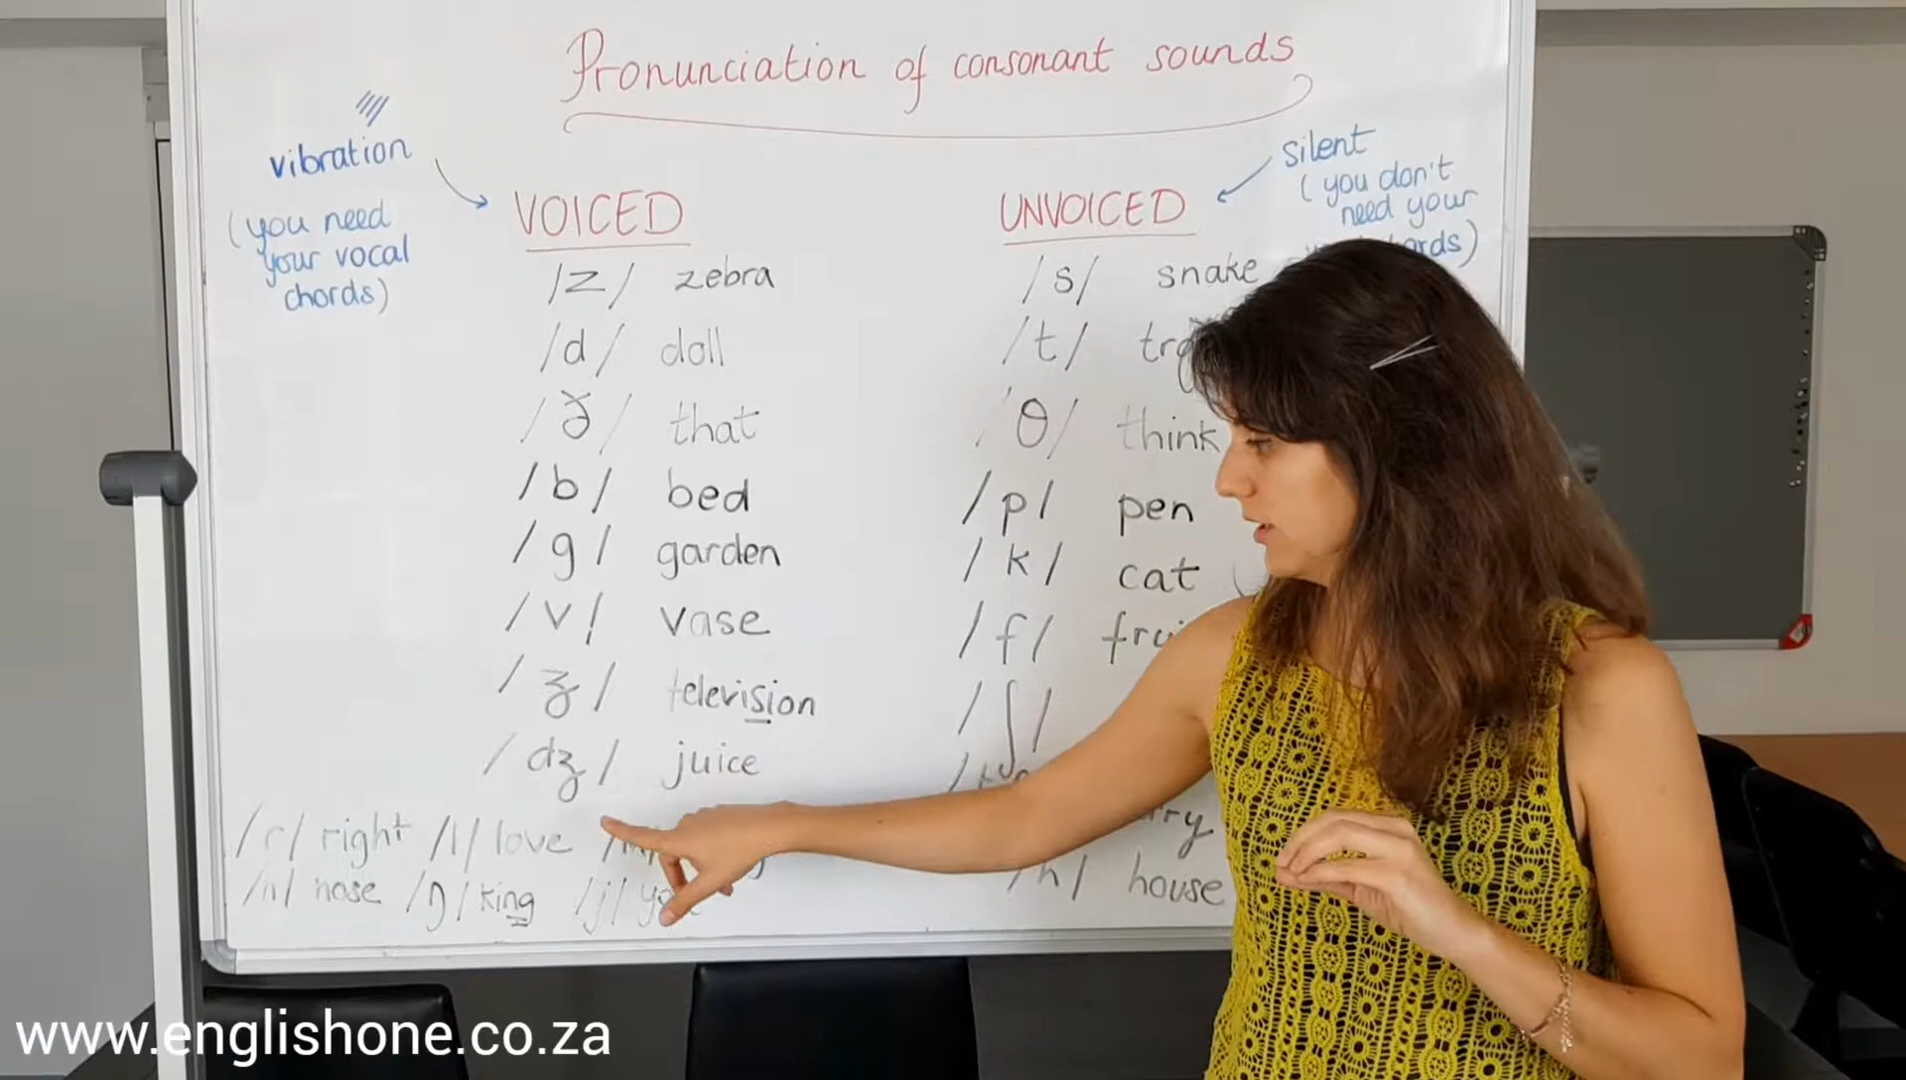 Pronunciation of consonant sounds
vibration
(you need
your vocal
chords)
silent
(you don't
need your
VOICED
/z/ zebra
/d/ doll
/ð/ that
/b/ bed
/g/ garden
/v/ vase
/ʒ/ television
/dʒ/ juice
/r/ right /l/ love
/n/ nose /ŋ/ king /j/
UNVOICED
/s/ snake
/t/
/θ/ think
/p/ pen
/k/ cat
/f/
/ʃ/
/h/ house
www.englishone.co.za